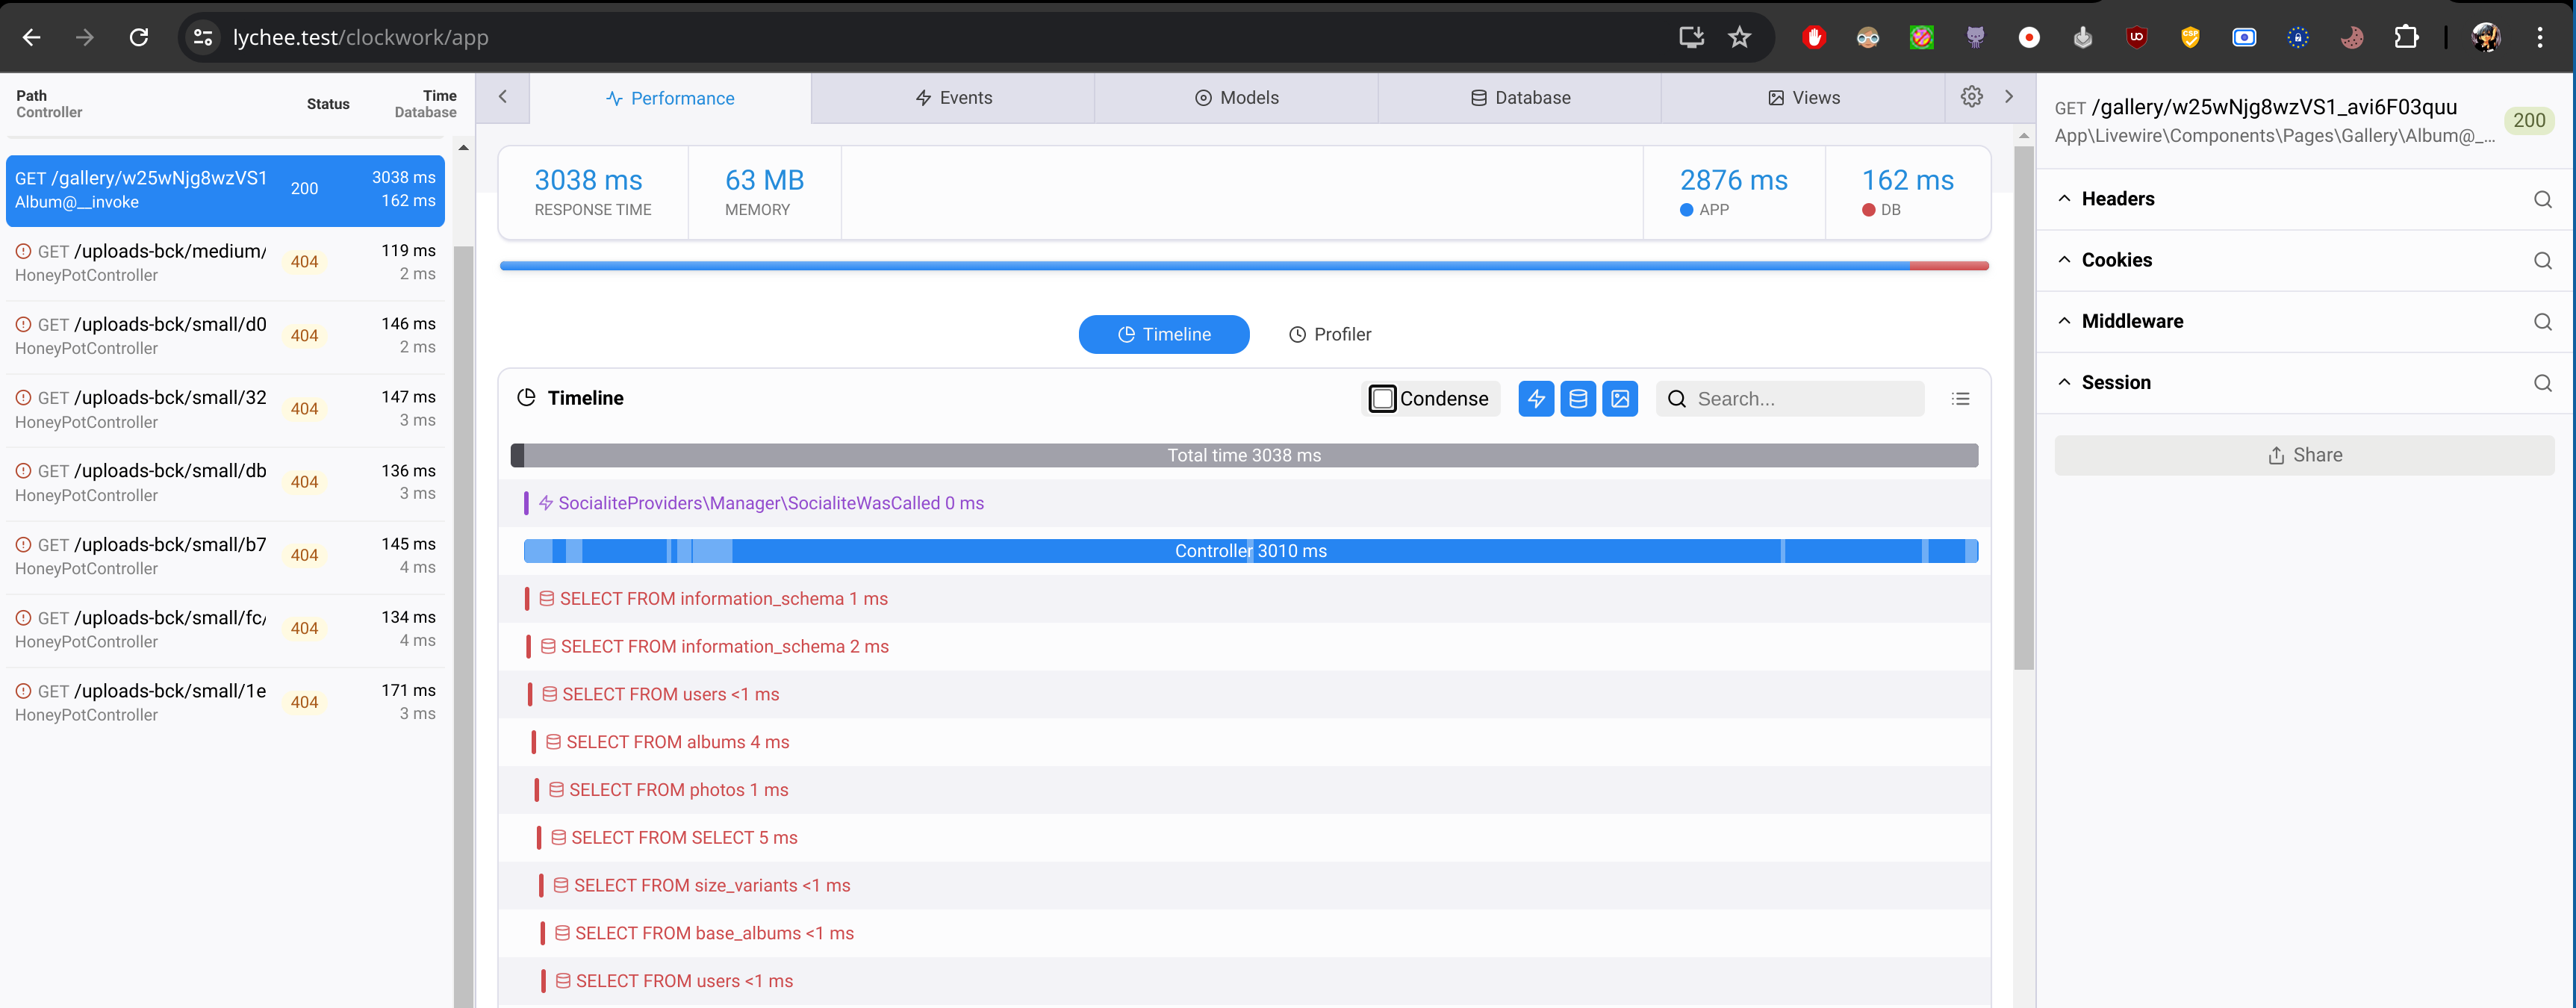 lychee.test/clockwork/app
Path
Controller
Status
Time
Database
GET /gallery/w25wNjg8wzVS1
Album@__invoke
200
3038 ms
162 ms
GET /uploads-bck/medium/
HoneyPotController
404
119 ms
2 ms
GET /uploads-bck/small/d0
HoneyPotController
404
146 ms
2 ms
GET /uploads-bck/small/32
HoneyPotController
404
147 ms
3 ms
GET /uploads-bck/small/db
HoneyPotController
404
136 ms
3 ms
GET /uploads-bck/small/b7
HoneyPotController
404
145 ms
4 ms
GET /uploads-bck/small/fc/
HoneyPotController
404
134 ms
4 ms
GET /uploads-bck/small/1e
HoneyPotController
404
171 ms
3 ms
Performance
Events
Models
Database
Views
3038 ms
RESPONSE TIME
63 MB
MEMORY
2876 ms
APP
162 ms
DB
Timeline
Profiler
Timeline
Condense
Search...
Total time 3038 ms
SocialiteProviders\Manager\SocialiteWasCalled 0 ms
Controller 3010 ms
SELECT FROM information_schema 1 ms
SELECT FROM information_schema 2 ms
SELECT FROM users <1 ms
SELECT FROM albums 4 ms
SELECT FROM photos 1 ms
SELECT FROM SELECT 5 ms
SELECT FROM size_variants <1 ms
SELECT FROM base_albums <1 ms
SELECT FROM users <1 ms
GET /gallery/w25wNjg8wzVS1_avi6F03quu
App\Livewire\Components\Pages\Gallery\Album@_...
200
Headers
Cookies
Middleware
Session
Share